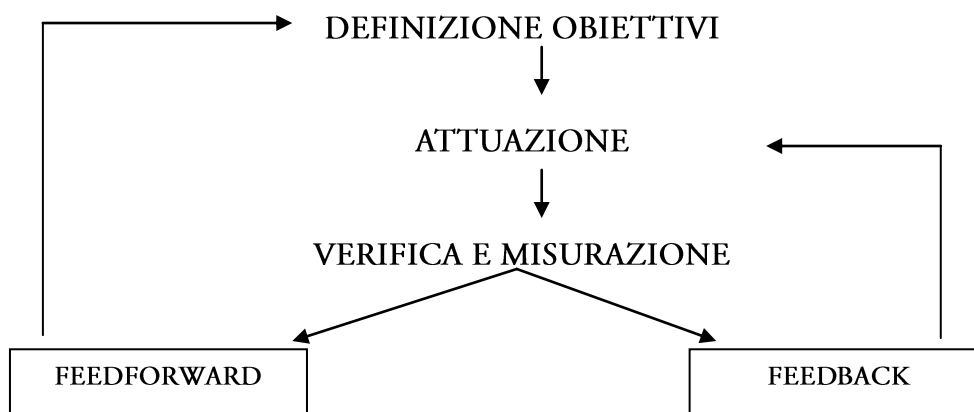 DEFINIZIONE OBIETTIVI
ATTUAZIONE
VERIFICA E MISURAZIONE
FEEDFORWARD
FEEDBACK